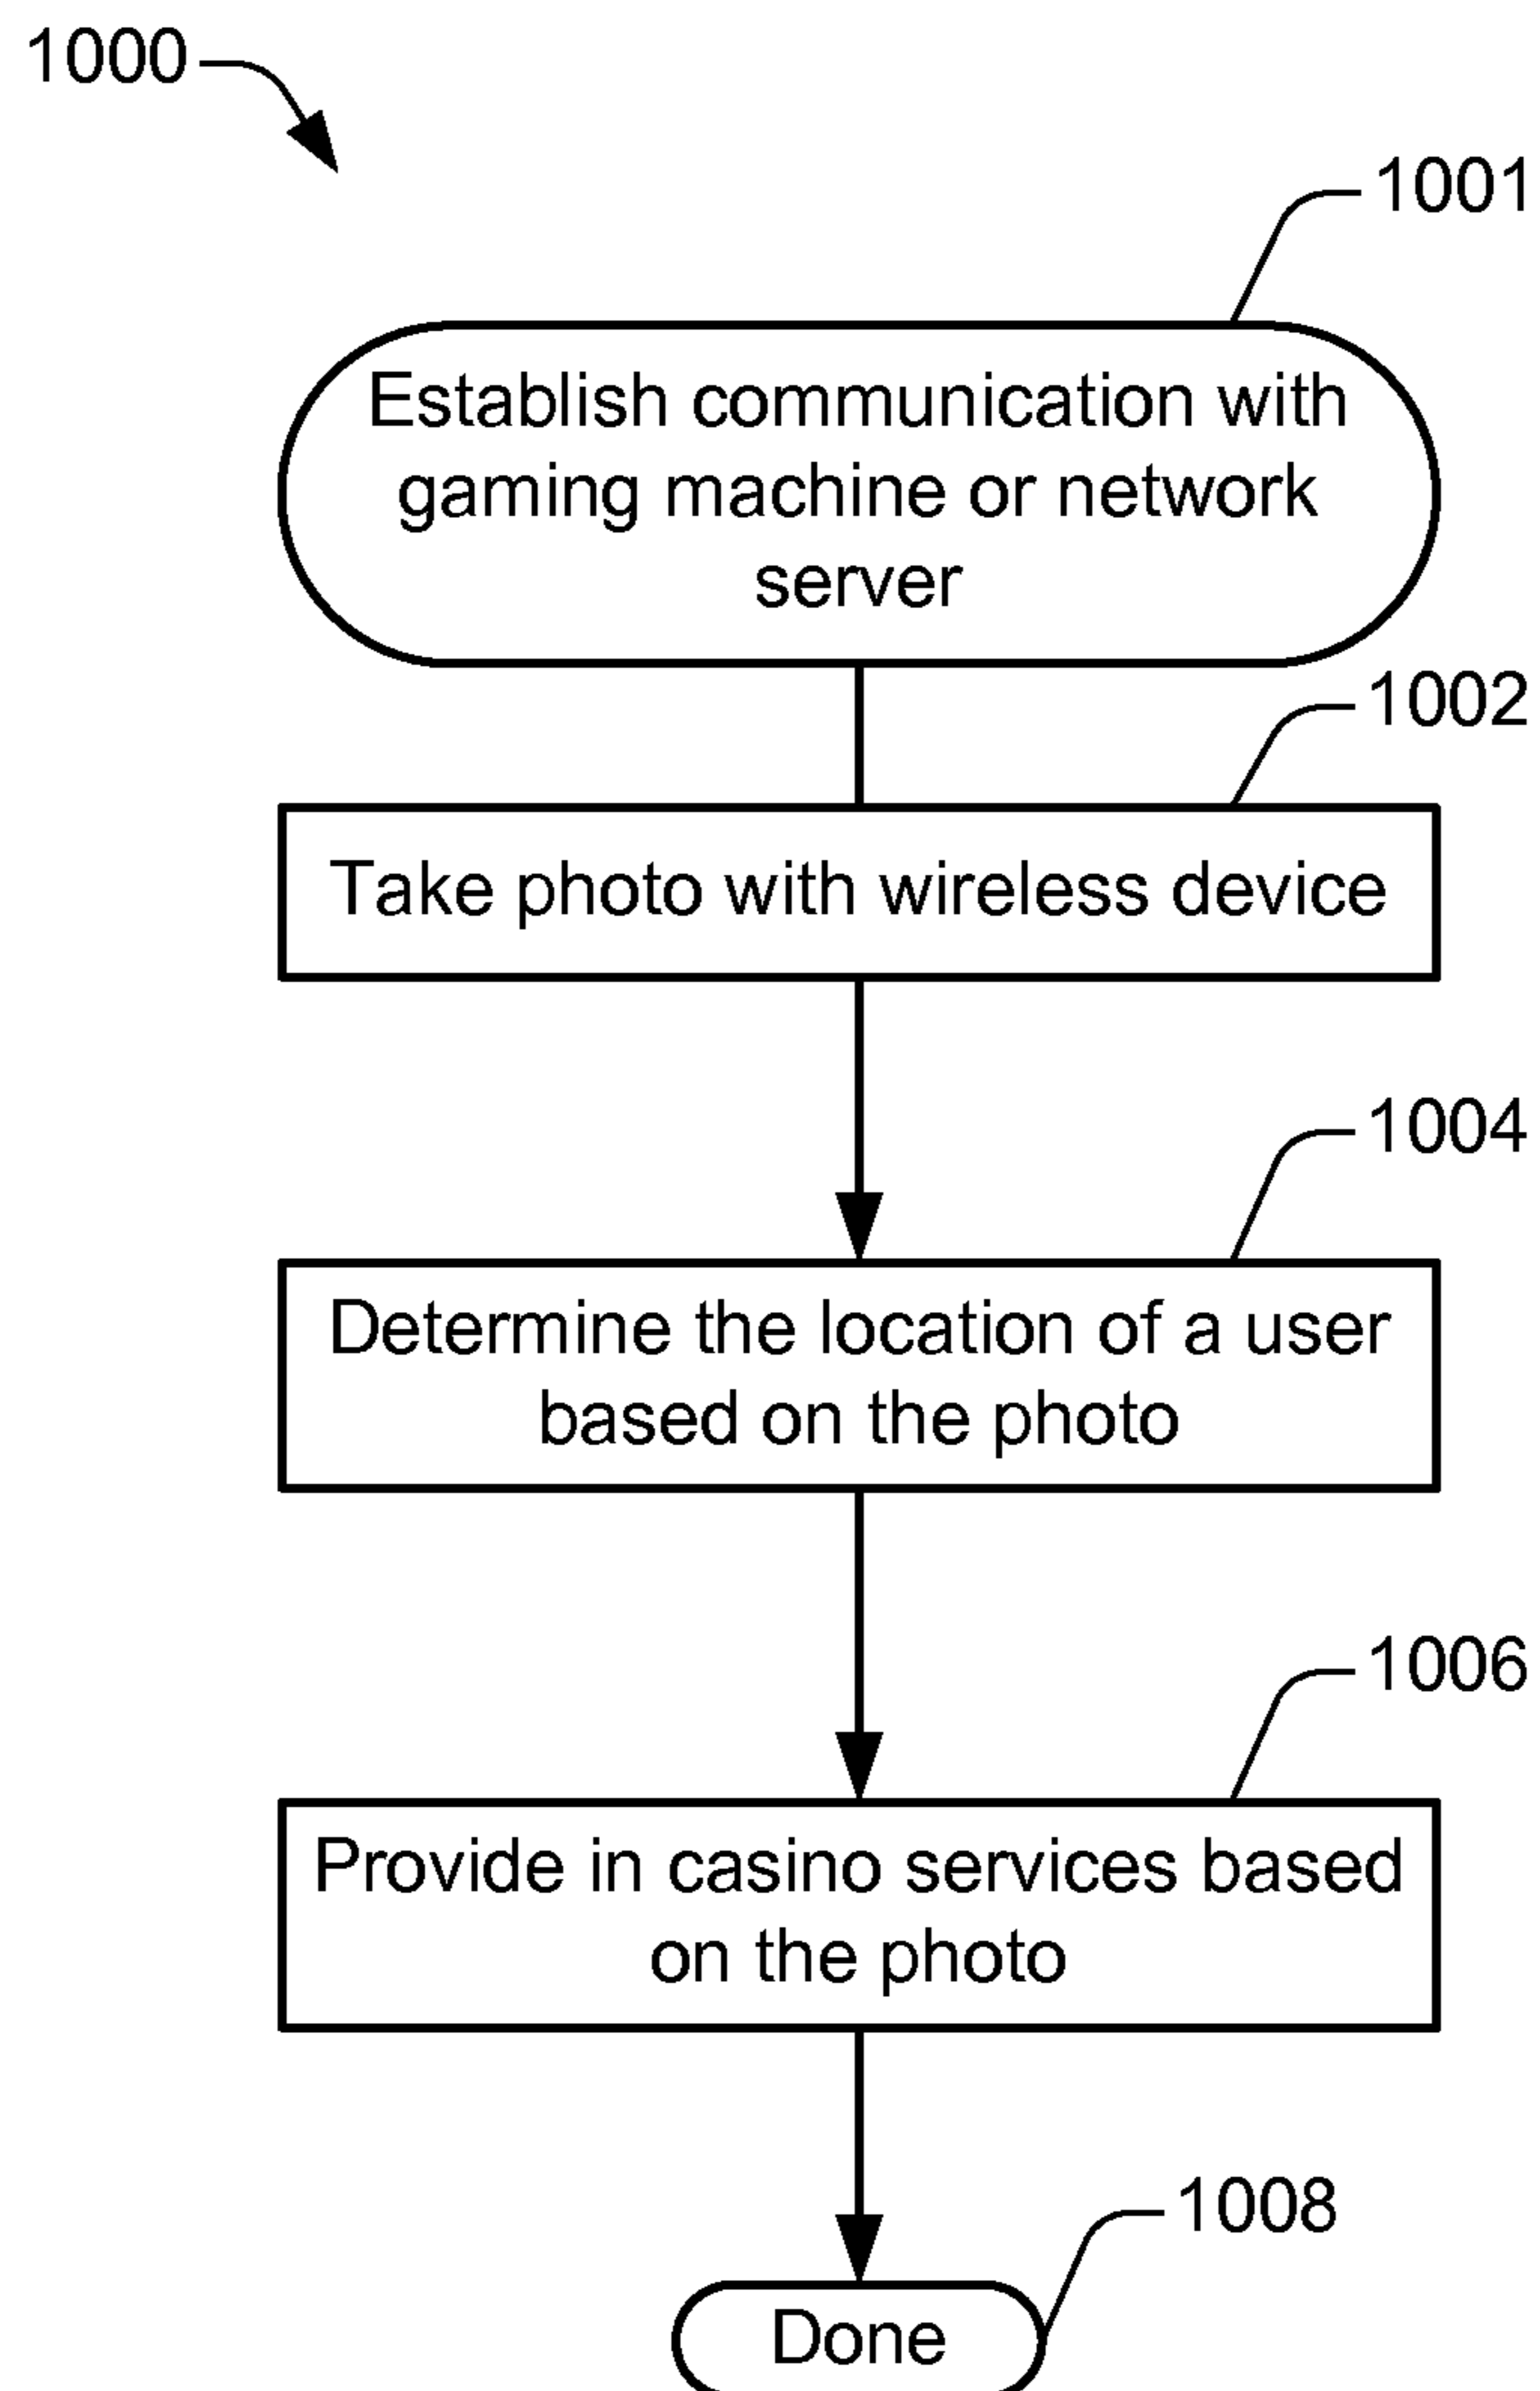 1000
1001
Establish communication with
gaming machine or network
server
1002
Take photo with wireless device
1004
Determine the location of a user
based on the photo
1006
Provide in casino services based
on the photo
1008
Done